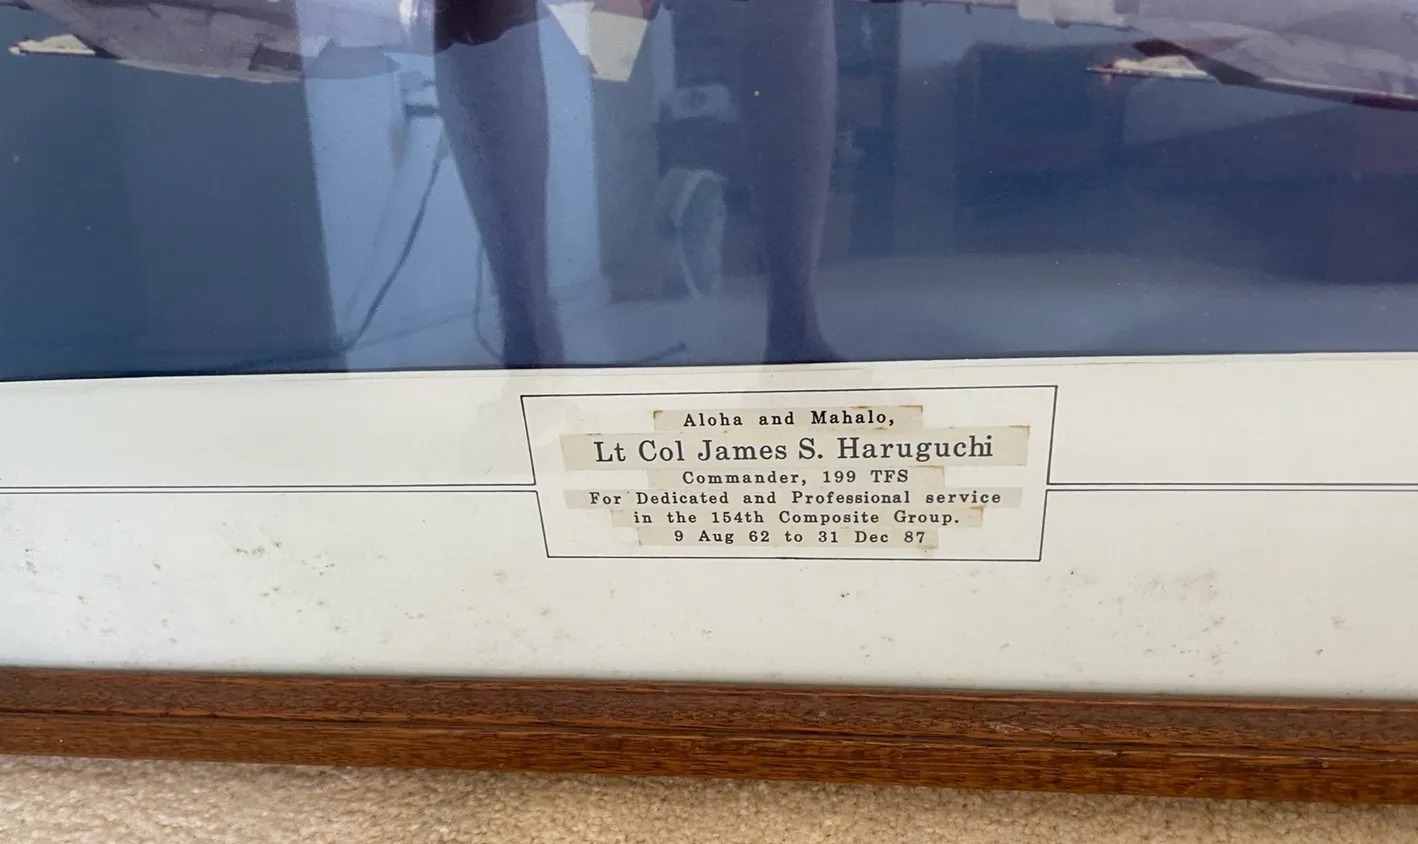 Aloha and Mahalo,
Lt Col James S. Haruguchi
Commander, 199 TFS
For Dedicated and Professional service
in the 154th Composite Group.
9 Aug 62 to 31 Dec 87